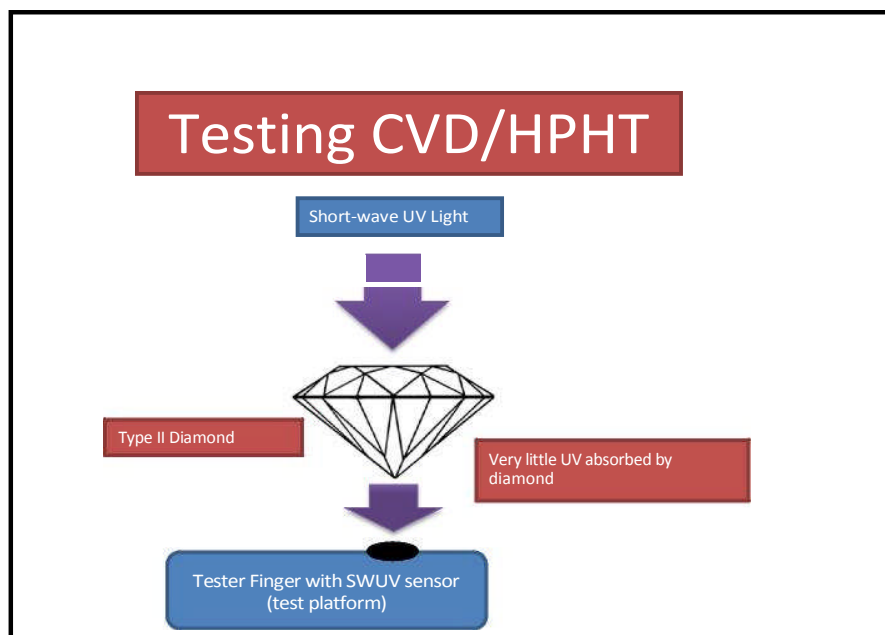 Testing CVD/HPHT
Short-wave UV Light
Type II Diamond
Very little UV absorbed by
diamond
Tester Finger with SWUV sensor
(test platform)